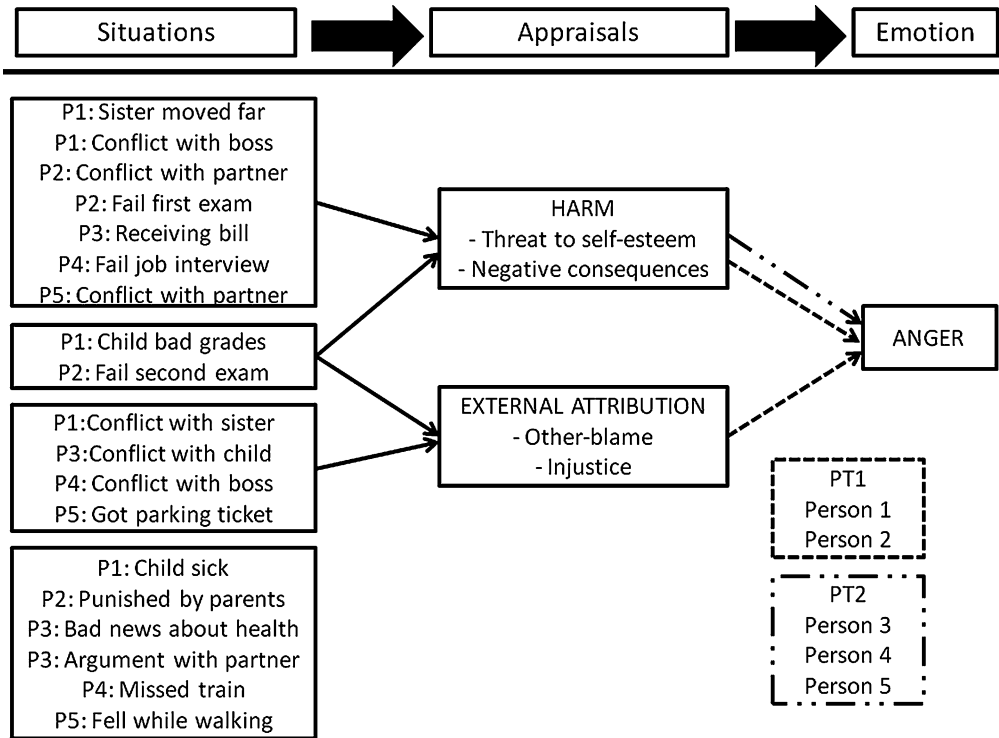 Situations
Appraisals
Emotion
P1: Sister moved far
P1: Conflict with boss
P2: Conflict with partner
P2: Fail first exam
P3: Receiving bill
P4: Fail job interview
P5: Conflict with partner
P1: Child bad grades
P2: Fail second exam
P1:Conflict with sister
P3: Conflict with child
P4: Conflict with boss
P5: Got parking ticket
P1: Child sick
P2: Punished by parents
P3: Bad news about health
P3: Argument with partner
P4: Missed train
P5: Fell while walking
HARM
- Threat to self-esteem
- Negative consequences
EXTERNAL ATTRIBUTION
- Other-blame
- Injustice
ANGER
PT1
Person 1
Person 2
PT2
Person 3
Person 4
Person 5